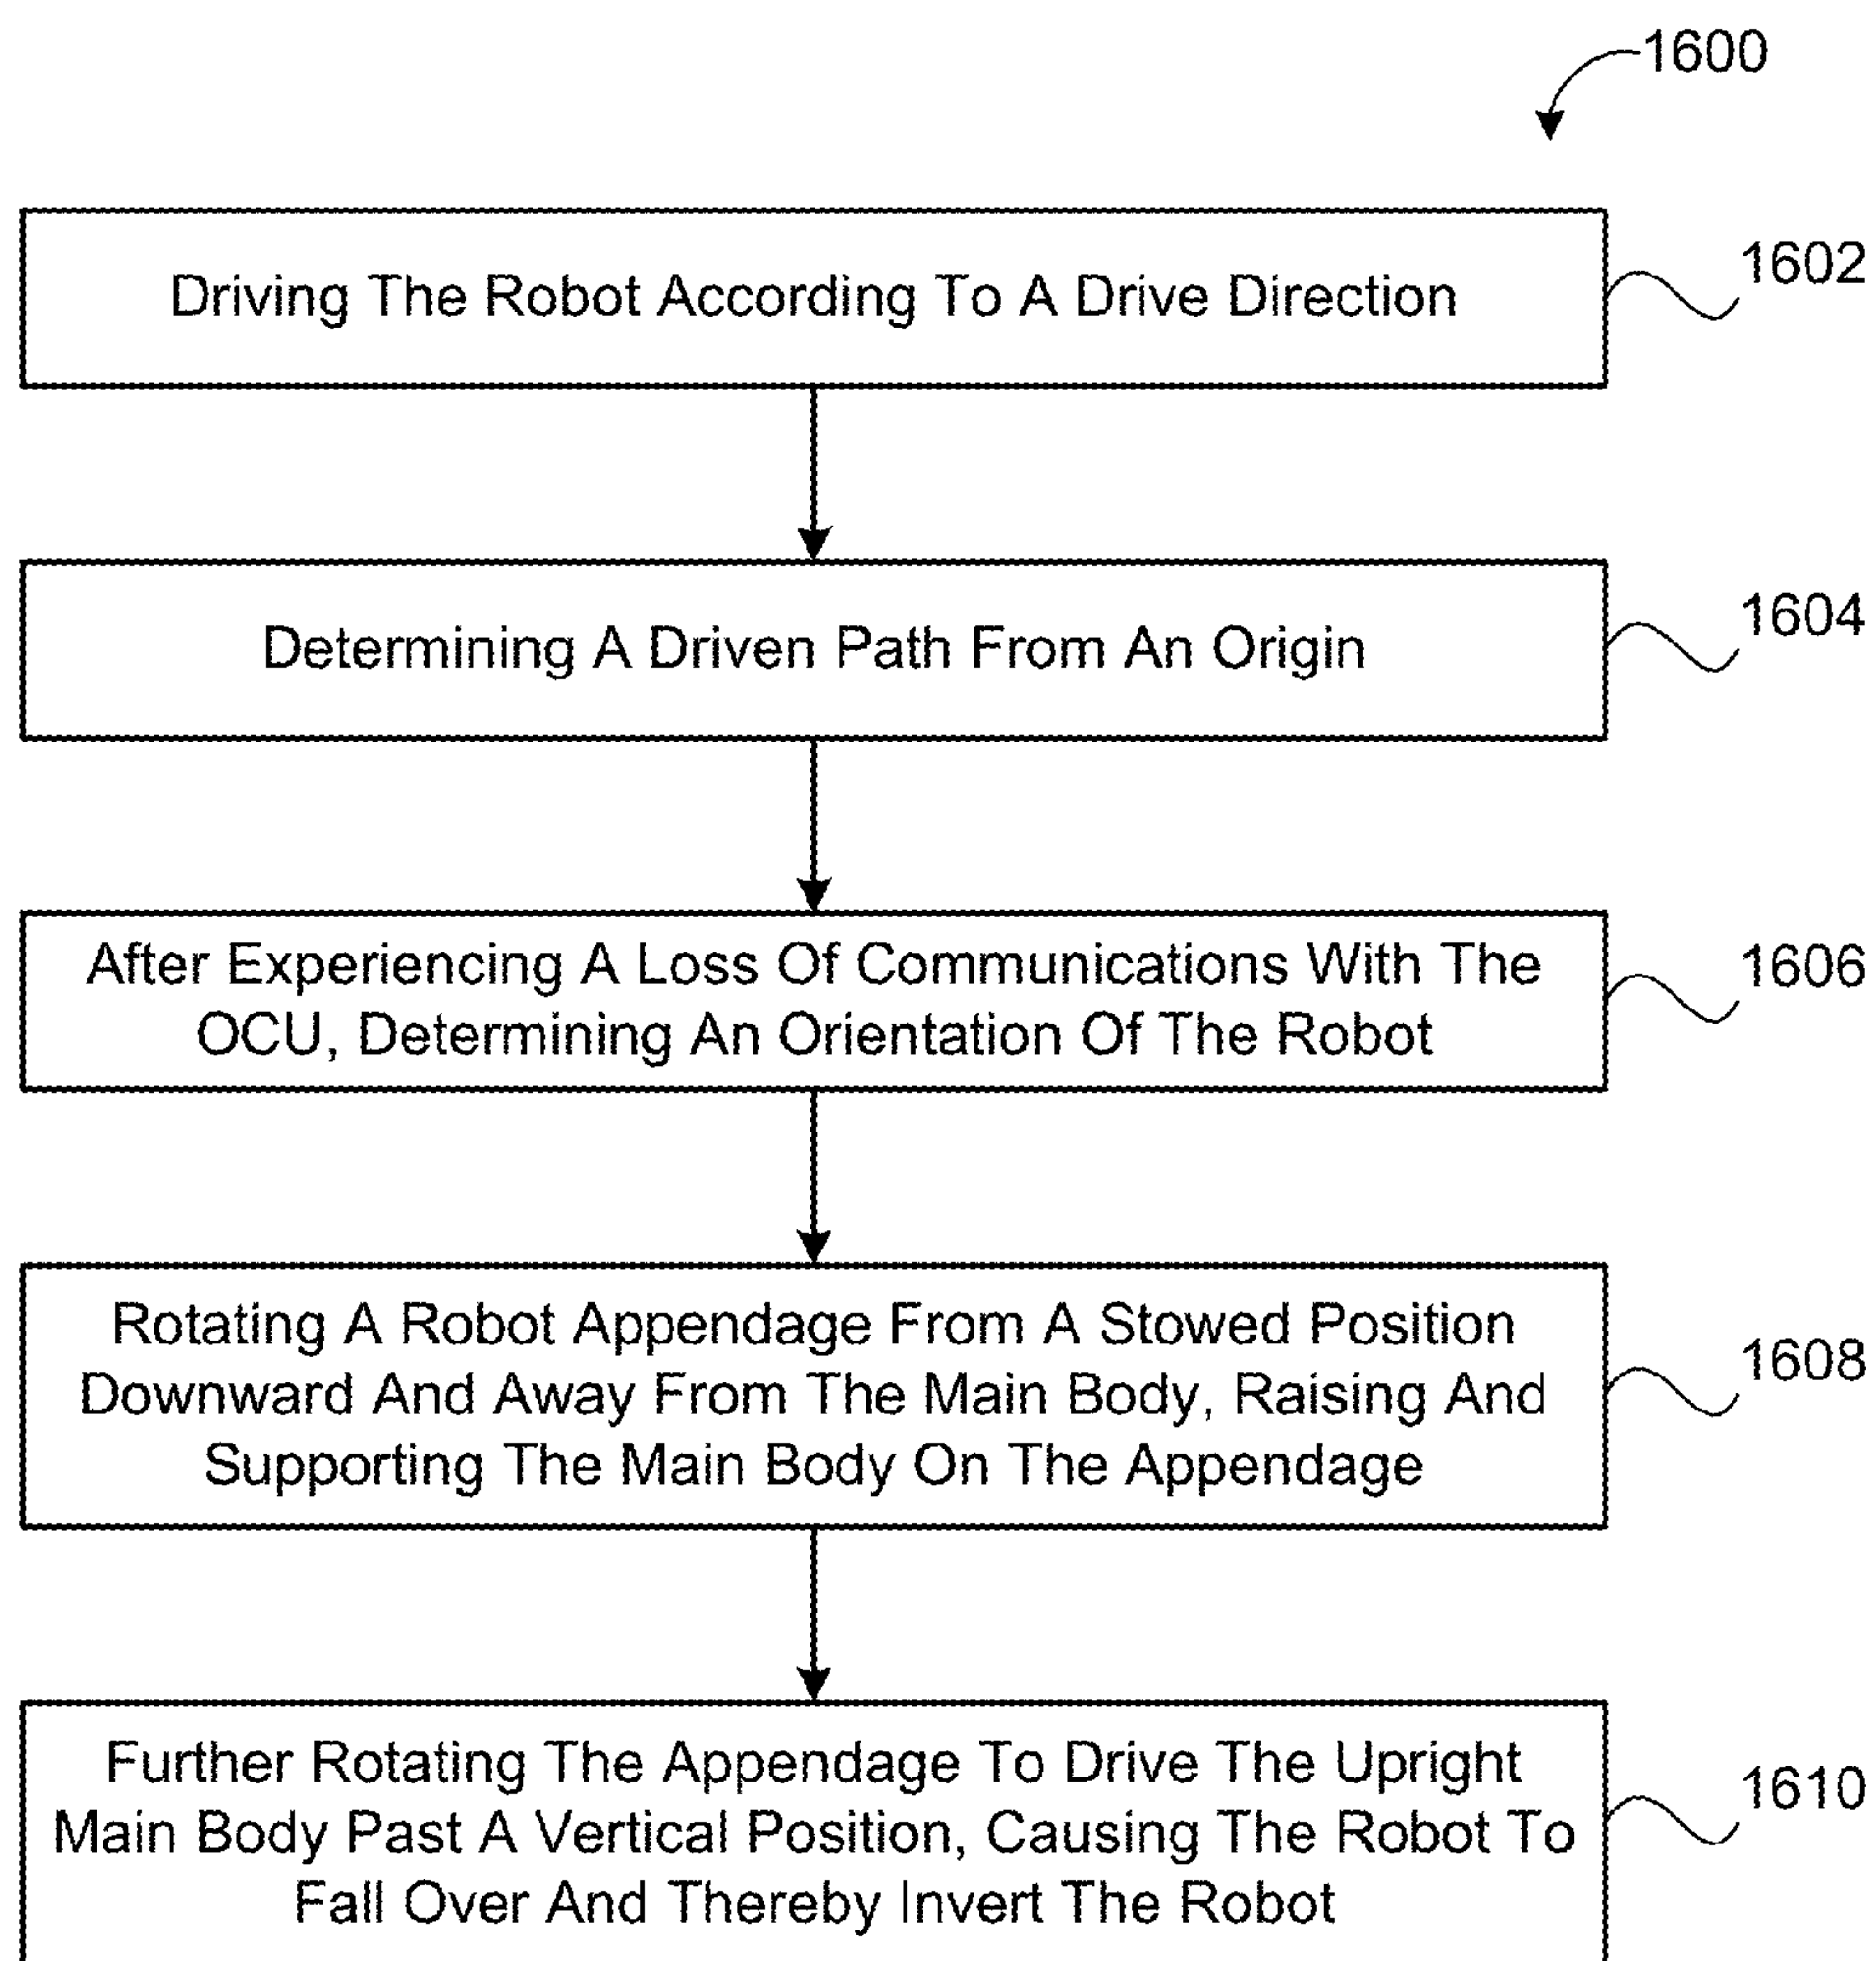 1600
Driving The Robot According To A Drive Direction
1602
Determining A Driven Path From An Origin
1604
After Experiencing A Loss Of Communications With The
OCU, Determining An Orientation Of The Robot
1606
Rotating A Robot Appendage From A Stowed Position
Downward And Away From The Main Body, Raising And
Supporting The Main Body On The Appendage
1608
Further Rotating The Appendage To Drive The Upright
Main Body Past A Vertical Position, Causing The Robot To
Fall Over And Thereby Invert The Robot
1610